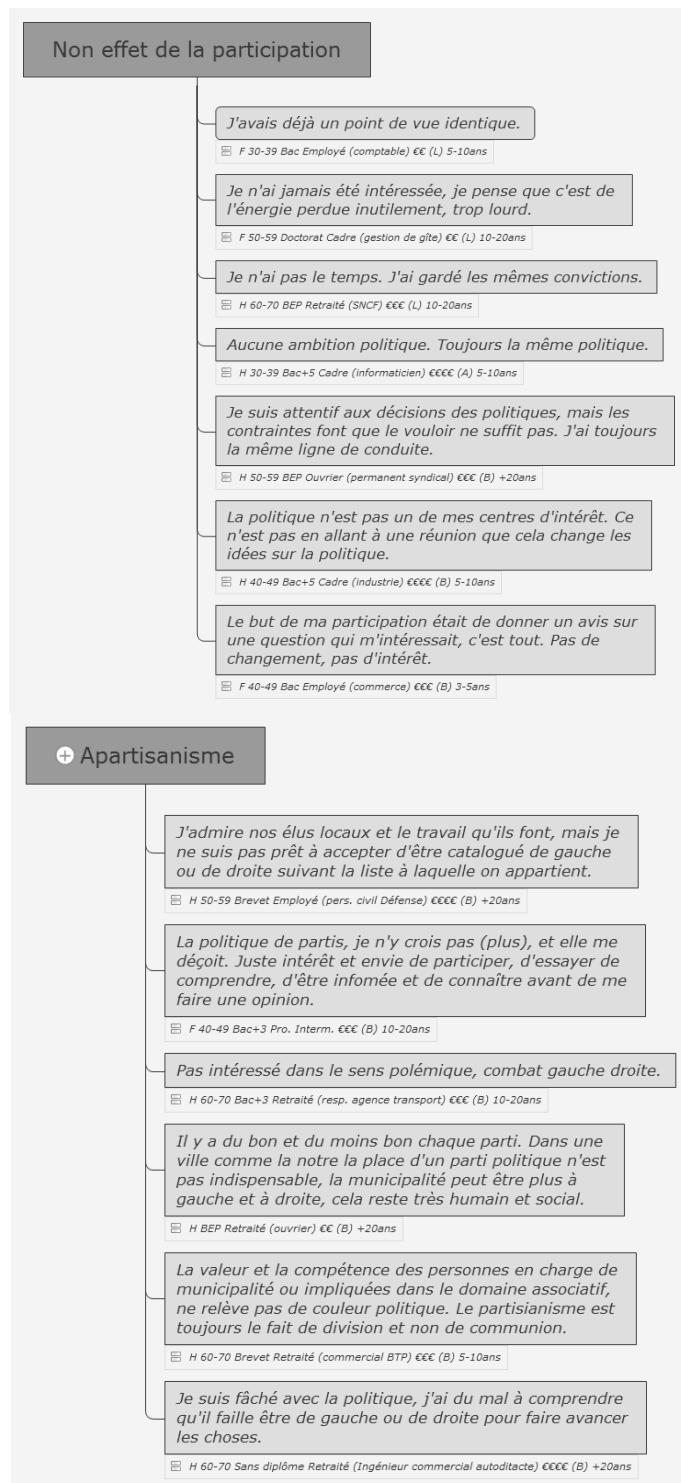 Non effet de la participation
J'avais déjà un point de vue identique.
F 30-39 Bac Employé (comptable) €€ (L) 5-10ans
Je n'ai jamais été intéressée, je pense que c'est de
l'énergie perdue inutilement, trop lourd.
F 50-59 Doctorat Cadre (gestion de gîte) €€ (L) 10-20ans
Je n'ai pas le temps. J'ai gardé les mêmes convictions.
H 60-70 BEP Retraité (SNCF) €€€ (L) 10-20ans
Aucune ambition politique. Toujours la même politique.
H 30-39 Bac+5 Cadre (informaticien) €€€€ (A) 5-10ans
Je suis attentif aux décisions des politiques, mais les
contraintes font que le vouloir ne suffit pas. J'ai toujours
la même ligne de conduite.
H 50-59 BEP Ouvrier (permanent syndical) €€€ (B) +20ans
La politique n'est pas un de mes centres d'intérêt. Ce
n'est pas en allant à une réunion que cela change les
idées sur la politique.
H 40-49 Bac+5 Cadre (industrie) €€€€ (B) 5-10ans
Le but de ma participation était de donner un avis sur
une question qui m'intéressait, c'est tout. Pas de
changement, pas d'intérêt.
F 40-49 Bac Employé (commerce) €€€ (B) 3-5ans
Apartisanisme
J'admire nos élus locaux et le travail qu'ils font, mais je
ne suis pas prêt à accepter d'être catalogué de gauche
ou de droite suivant la liste à laquelle on appartient.
H 50-59 Brevet Employé (pers. civil Défense) €€€€ (B) +20ans
La politique de partis, je n'y crois pas (plus), et elle me
déçoit. Juste intérêt et envie de participer, d'essayer de
comprendre, d'être infomée et de connaître avant de me
faire une opinion.
F 40-49 Bac+3 Pro. Interm. €€€ (B) 10-20ans
Pas intéressé dans le sens polémique, combat gauche droite.
H 60-70 Bac+3 Retraité (resp. agence transport) €€€ (B) 10-20ans
Il y a du bon et du moins bon chaque parti. Dans une
ville comme la notre la place d'un parti politique n'est
pas indispensable, la municipalité peut être plus à
gauche et à droite, cela reste très humain et social.
H BEP Retraité (ouvrier) €€ (B) +20ans
La valeur et la compétence des personnes en charge de
municipalité ou impliquées dans le domaine associatif,
ne relève pas de couleur politique. Le partisianisme est
toujours le fait de division et non de communion.
H 60-70 Brevet Retraité (commercial BTP) €€€ (B) 5-10ans
Je suis fâché avec la politique, j'ai du mal à comprendre
qu'il faille être de gauche ou de droite pour faire avancer
les choses.
H 60-70 Sans diplôme Retraité (Ingénieur commercial autoditacte) €€€€ (B) +20ans